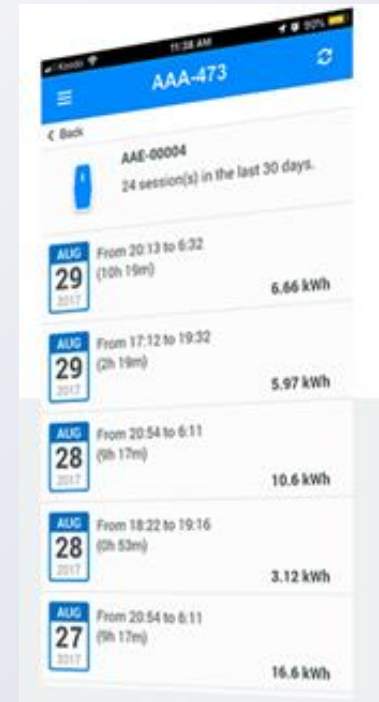 Koodo 11:38 AM 90%
AAA-473
< Back
AAE-00004
24 session(s) in the last 30 days.
AUG
29
2017
From 20:13 to 6:32
(10h 19m)
6.66 kWh
AUG
29
2017
From 17:12 to 19:32
(2h 19m)
5.97 kWh
AUG
28
2017
From 20:54 to 6:11
(9h 17m)
10.6 kWh
AUG
28
2017
From 18:22 to 19:16
(0h 53m)
3.12 kWh
AUG
27
2017
From 20:54 to 6:11
(9h 17m)
16.6 kWh